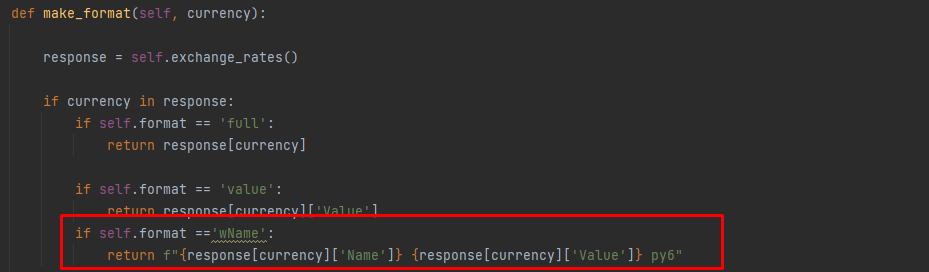 def make_format(self, currency):
response = self.exchange_rates()
if currency in response:
if self.format == 'full':
return response[currency]
if self.format == 'value':
return response[currency]['Value']
if self.format =='wName':
return f"{response[currency]['Name']} {response[currency]['Value']} руб"